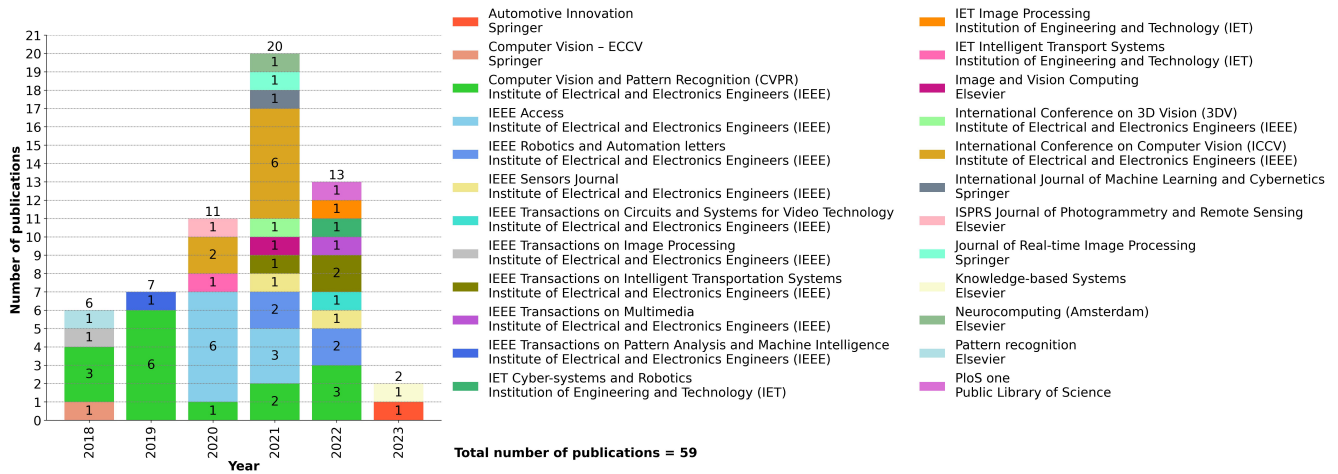 Number of publications
21
20
19
18
17
16
15
14
13
12
11
10
9
8
7
6
5
4
3
2
1
0
6
1
1
3
1
7
1
6
11
1
2
1
6
1
20
1
1
1
6
1
1
1
1
2
3
2
13
1
1
1
1
2
1
1
2
3
2
1
1
2018
2019
2020
2021
2022
2023
Year
Automotive Innovation
Springer
Computer Vision – ECCV
Springer
Computer Vision and Pattern Recognition (CVPR)
Institute of Electrical and Electronics Engineers (IEEE)
IEEE Access
Institute of Electrical and Electronics Engineers (IEEE)
IEEE Robotics and Automation letters
Institute of Electrical and Electronics Engineers (IEEE)
IEEE Sensors Journal
Institute of Electrical and Electronics Engineers (IEEE)
IEEE Transactions on Circuits and Systems for Video Technology
Institute of Electrical and Electronics Engineers (IEEE)
IEEE Transactions on Image Processing
Institute of Electrical and Electronics Engineers (IEEE)
IEEE Transactions on Intelligent Transportation Systems
Institute of Electrical and Electronics Engineers (IEEE)
IEEE Transactions on Multimedia
Institute of Electrical and Electronics Engineers (IEEE)
IEEE Transactions on Pattern Analysis and Machine Intelligence
Institute of Electrical and Electronics Engineers (IEEE)
IET Cyber-systems and Robotics
Institution of Engineering and Technology (IET)
IET Image Processing
Institution of Engineering and Technology (IET)
IET Intelligent Transport Systems
Institution of Engineering and Technology (IET)
Image and Vision Computing
Elsevier
International Conference on 3D Vision (3DV)
Institute of Electrical and Electronics Engineers (IEEE)
International Conference on Computer Vision (ICCV)
Institute of Electrical and Electronics Engineers (IEEE)
International Journal of Machine Learning and Cybernetics
Springer
ISPRS Journal of Photogrammetry and Remote Sensing
Elsevier
Journal of Real-time Image Processing
Springer
Knowledge-based Systems
Elsevier
Neurocomputing (Amsterdam)
Elsevier
Pattern recognition
Elsevier
PloS one
Public Library of Science
Total number of publications = 59